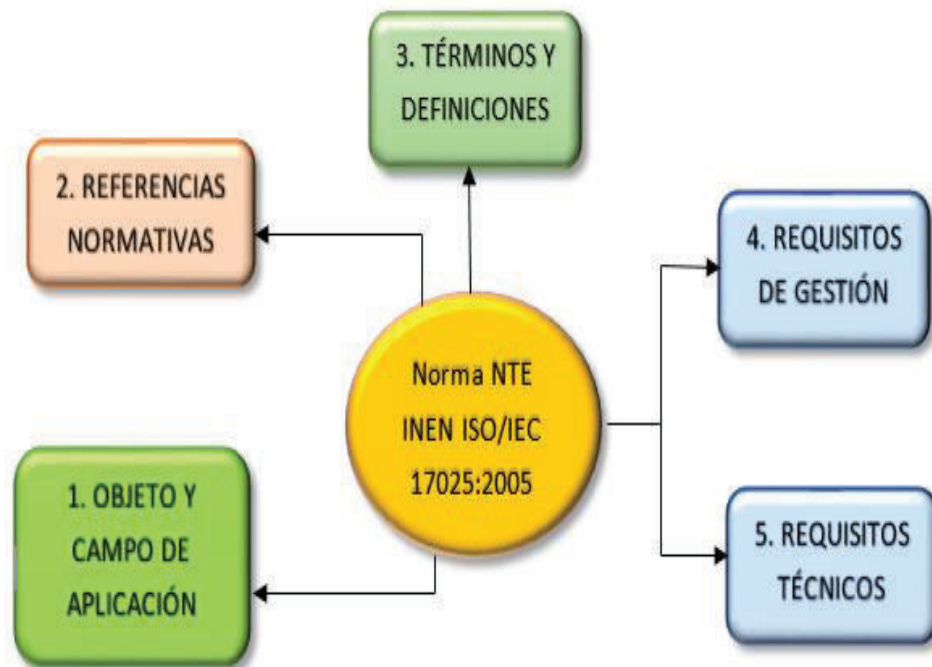 3. TÉRMINOS Y
DEFINICIONES
2. REFERENCIAS
NORMATIVAS
4. REQUISITOS
DE GESTIÓN
Norma NTE
INEN ISO/IEC
17025:2005
1. OBJETO Y
CAMPO DE
APLICACIÓN
5. REQUISITOS
TÉCNICOS